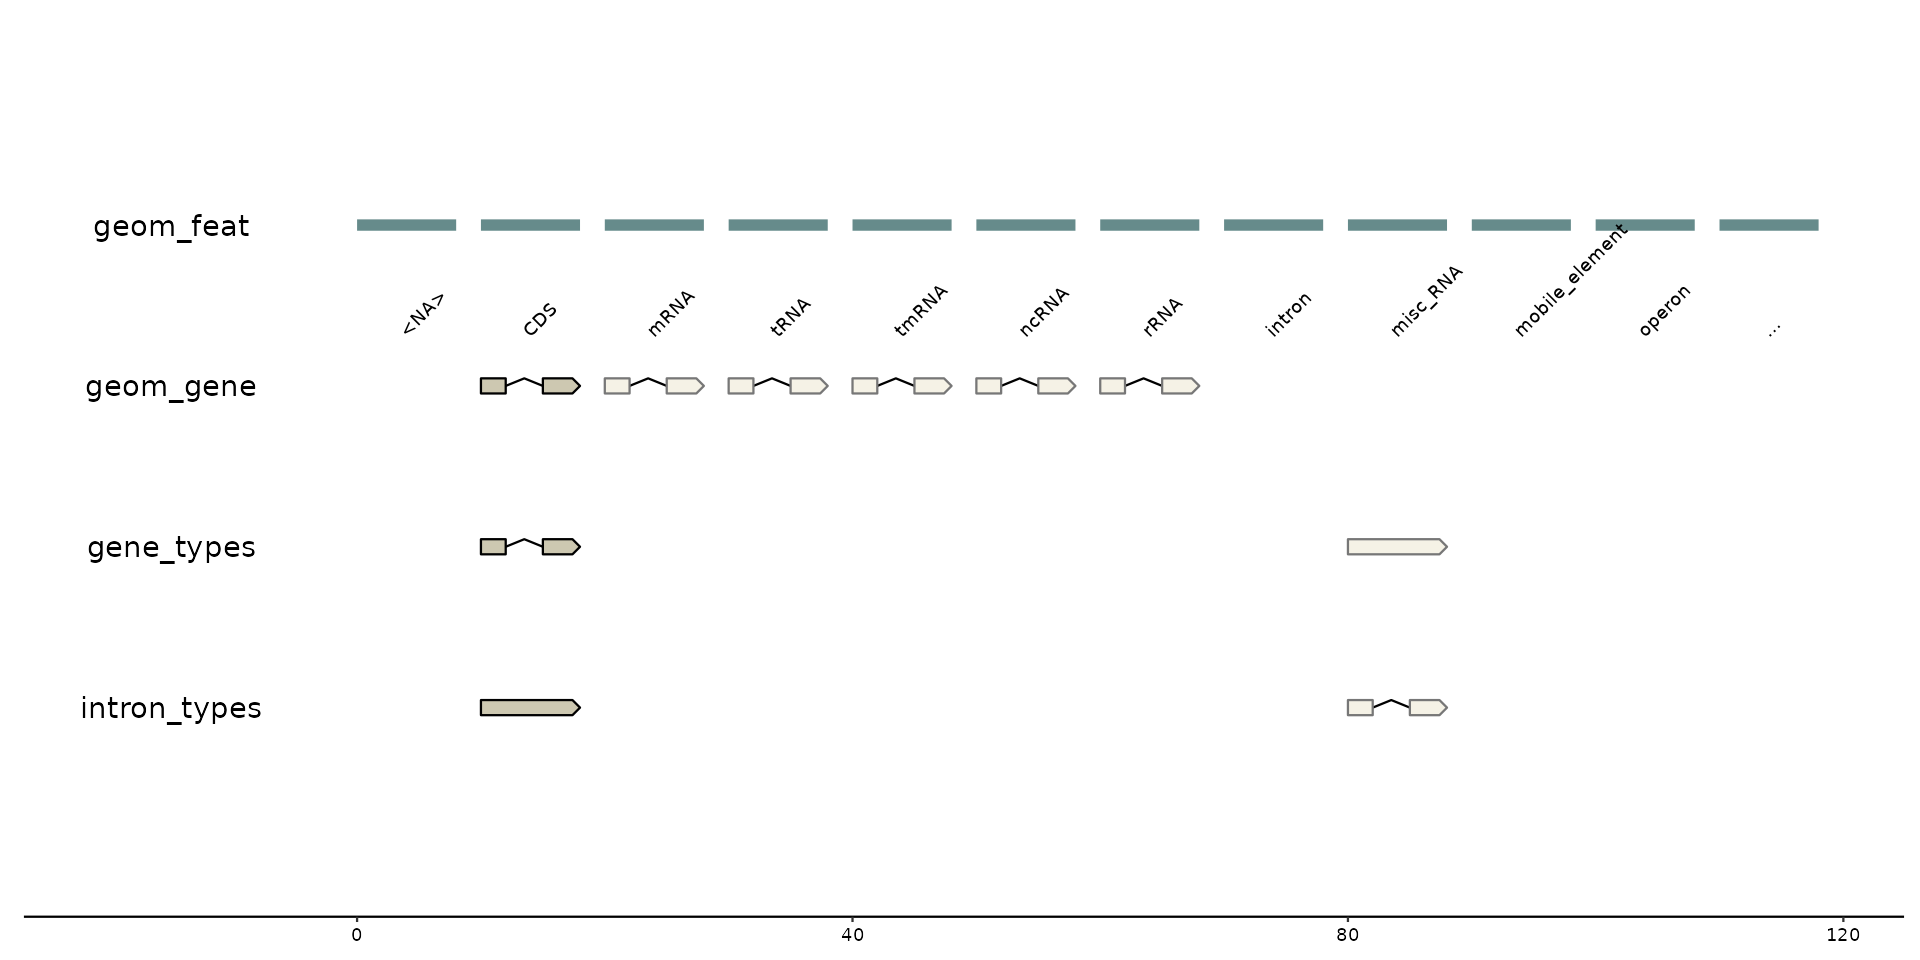 geom_feat
<NA>
CDS
mRNA
tRNA
tmRNA
ncRNA
rRNA
intron
misc_RNA
mobile_element
operon
...
geom_gene
gene_types
intron_types
0
40
80
120